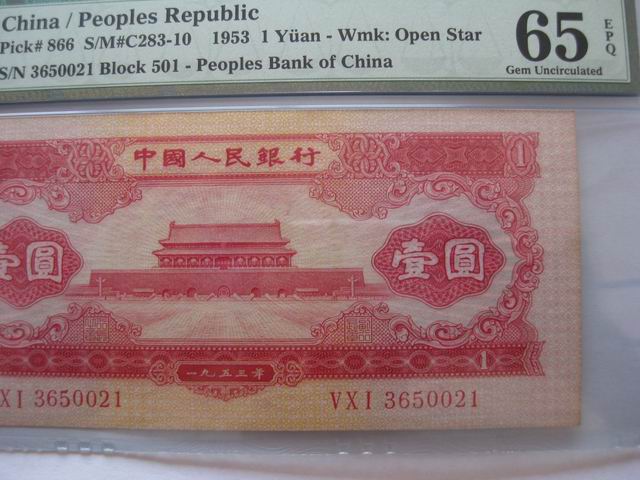 China / Peoples Republic
Pick# 866 S/M#C283-10 1953 1 Yüan - Wmk: Open Star
S/N 3650021 Block 501 - Peoples Bank of China
65
EPQ
Gem Uncirculated
中國人民銀行
1
壹圓
壹圓
1
一九五三年
XI 3650021
VXI 3650021